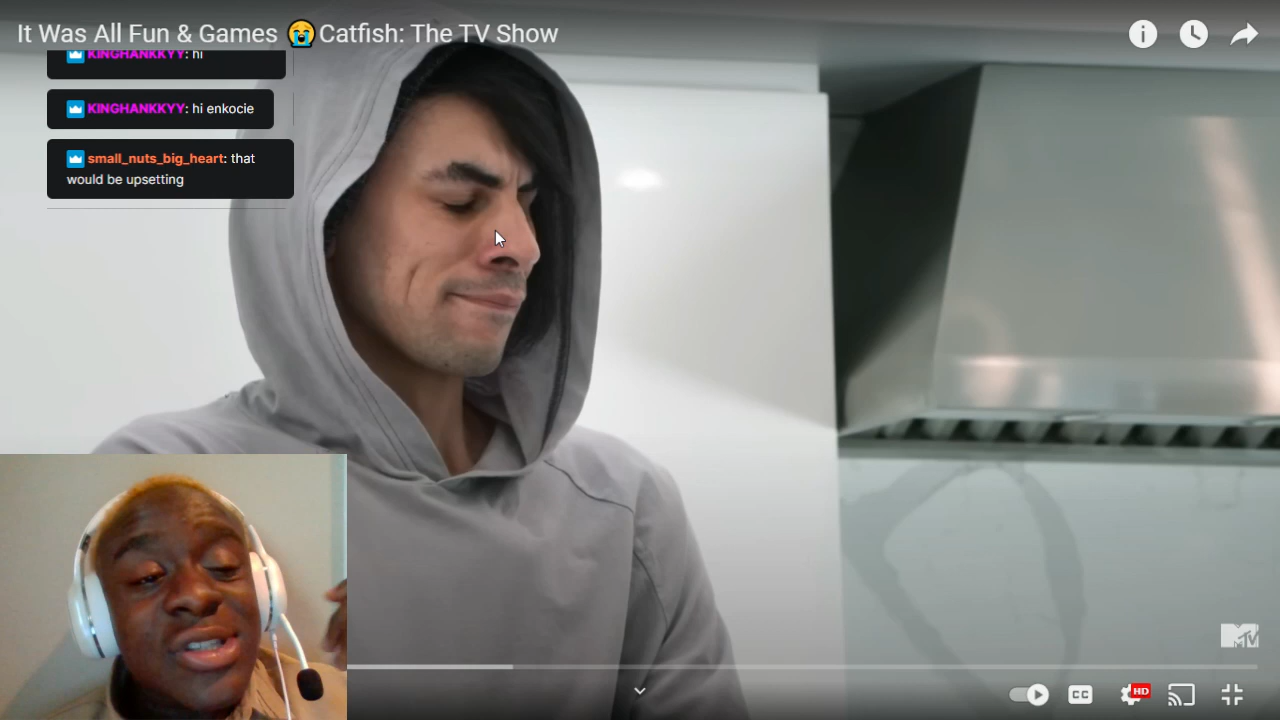 It Was All Fun & Games 😭Catfish: The TV Show
KINGHANKKYY: hi
KINGHANKKYY: hi enkocie
small_nuts_big_heart: that
would be upsetting
MTV
CC
HD